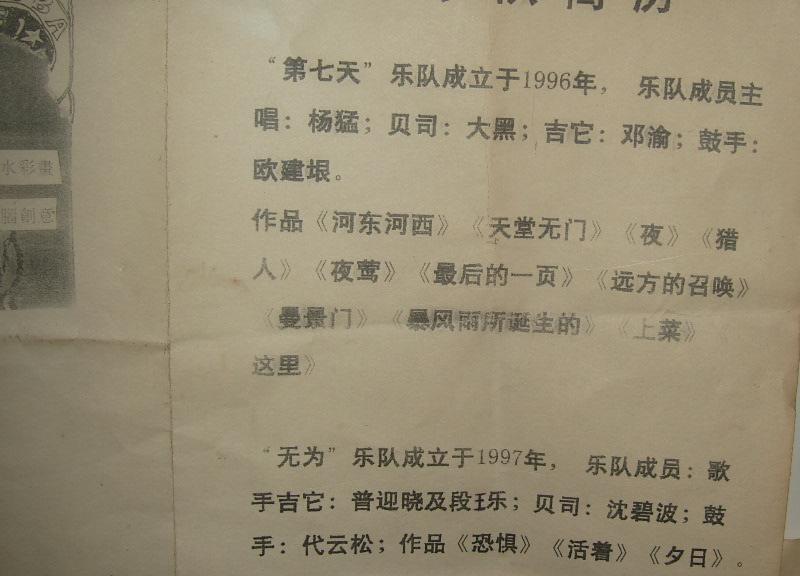 “第七天”乐队成立于1996年， 乐队成员主
唱：杨猛；贝司：大黑；吉它：邓渝；鼓手：
欧建垠。
作品《河东河西》《天堂无门》《夜》《猎
人》《夜莺》《最后的一页》《远方的召唤》
《曼景门》《暴风雨所诞生的》《上菜》
这里》
“无为”乐队成立于1997年， 乐队成员：歌
手吉它：普迎晓及段玨乐；贝司：沈碧波；鼓
手：代云松；作品《恐惧》《活着》《夕日》。
水彩畫
腦創意